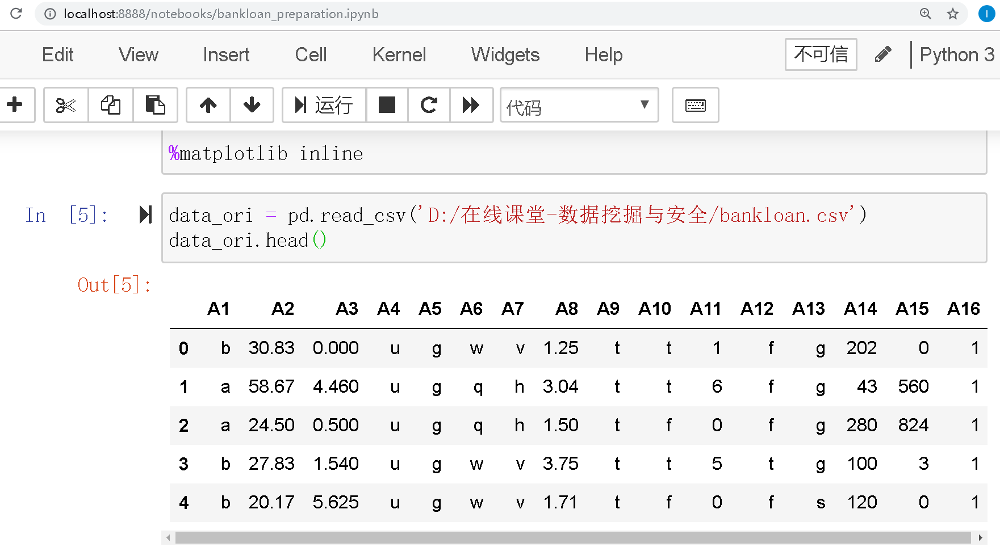 localhost:8888/notebooks/bankloan_preparation.ipynb
I
Edit View Insert Cell Kernel Widgets Help 不可信 Python 3
运行 代码
%matplotlib inline
In [5]: data_ori = pd.read_csv('D:/在线课堂-数据挖掘与安全/bankloan.csv')
data_ori.head()
Out[5]:
A1 A2 A3 A4 A5 A6 A7 A8 A9 A10 A11 A12 A13 A14 A15 A16
0 b 30.83 0.000 u g w v 1.25 t t 1 f g 202 0 1
1 a 58.67 4.460 u g q h 3.04 t t 6 f g 43 560 1
2 a 24.50 0.500 u g q h 1.50 t f 0 f g 280 824 1
3 b 27.83 1.540 u g w v 3.75 t t 5 t g 100 3 1
4 b 20.17 5.625 u g w v 1.71 t f 0 f s 120 0 1